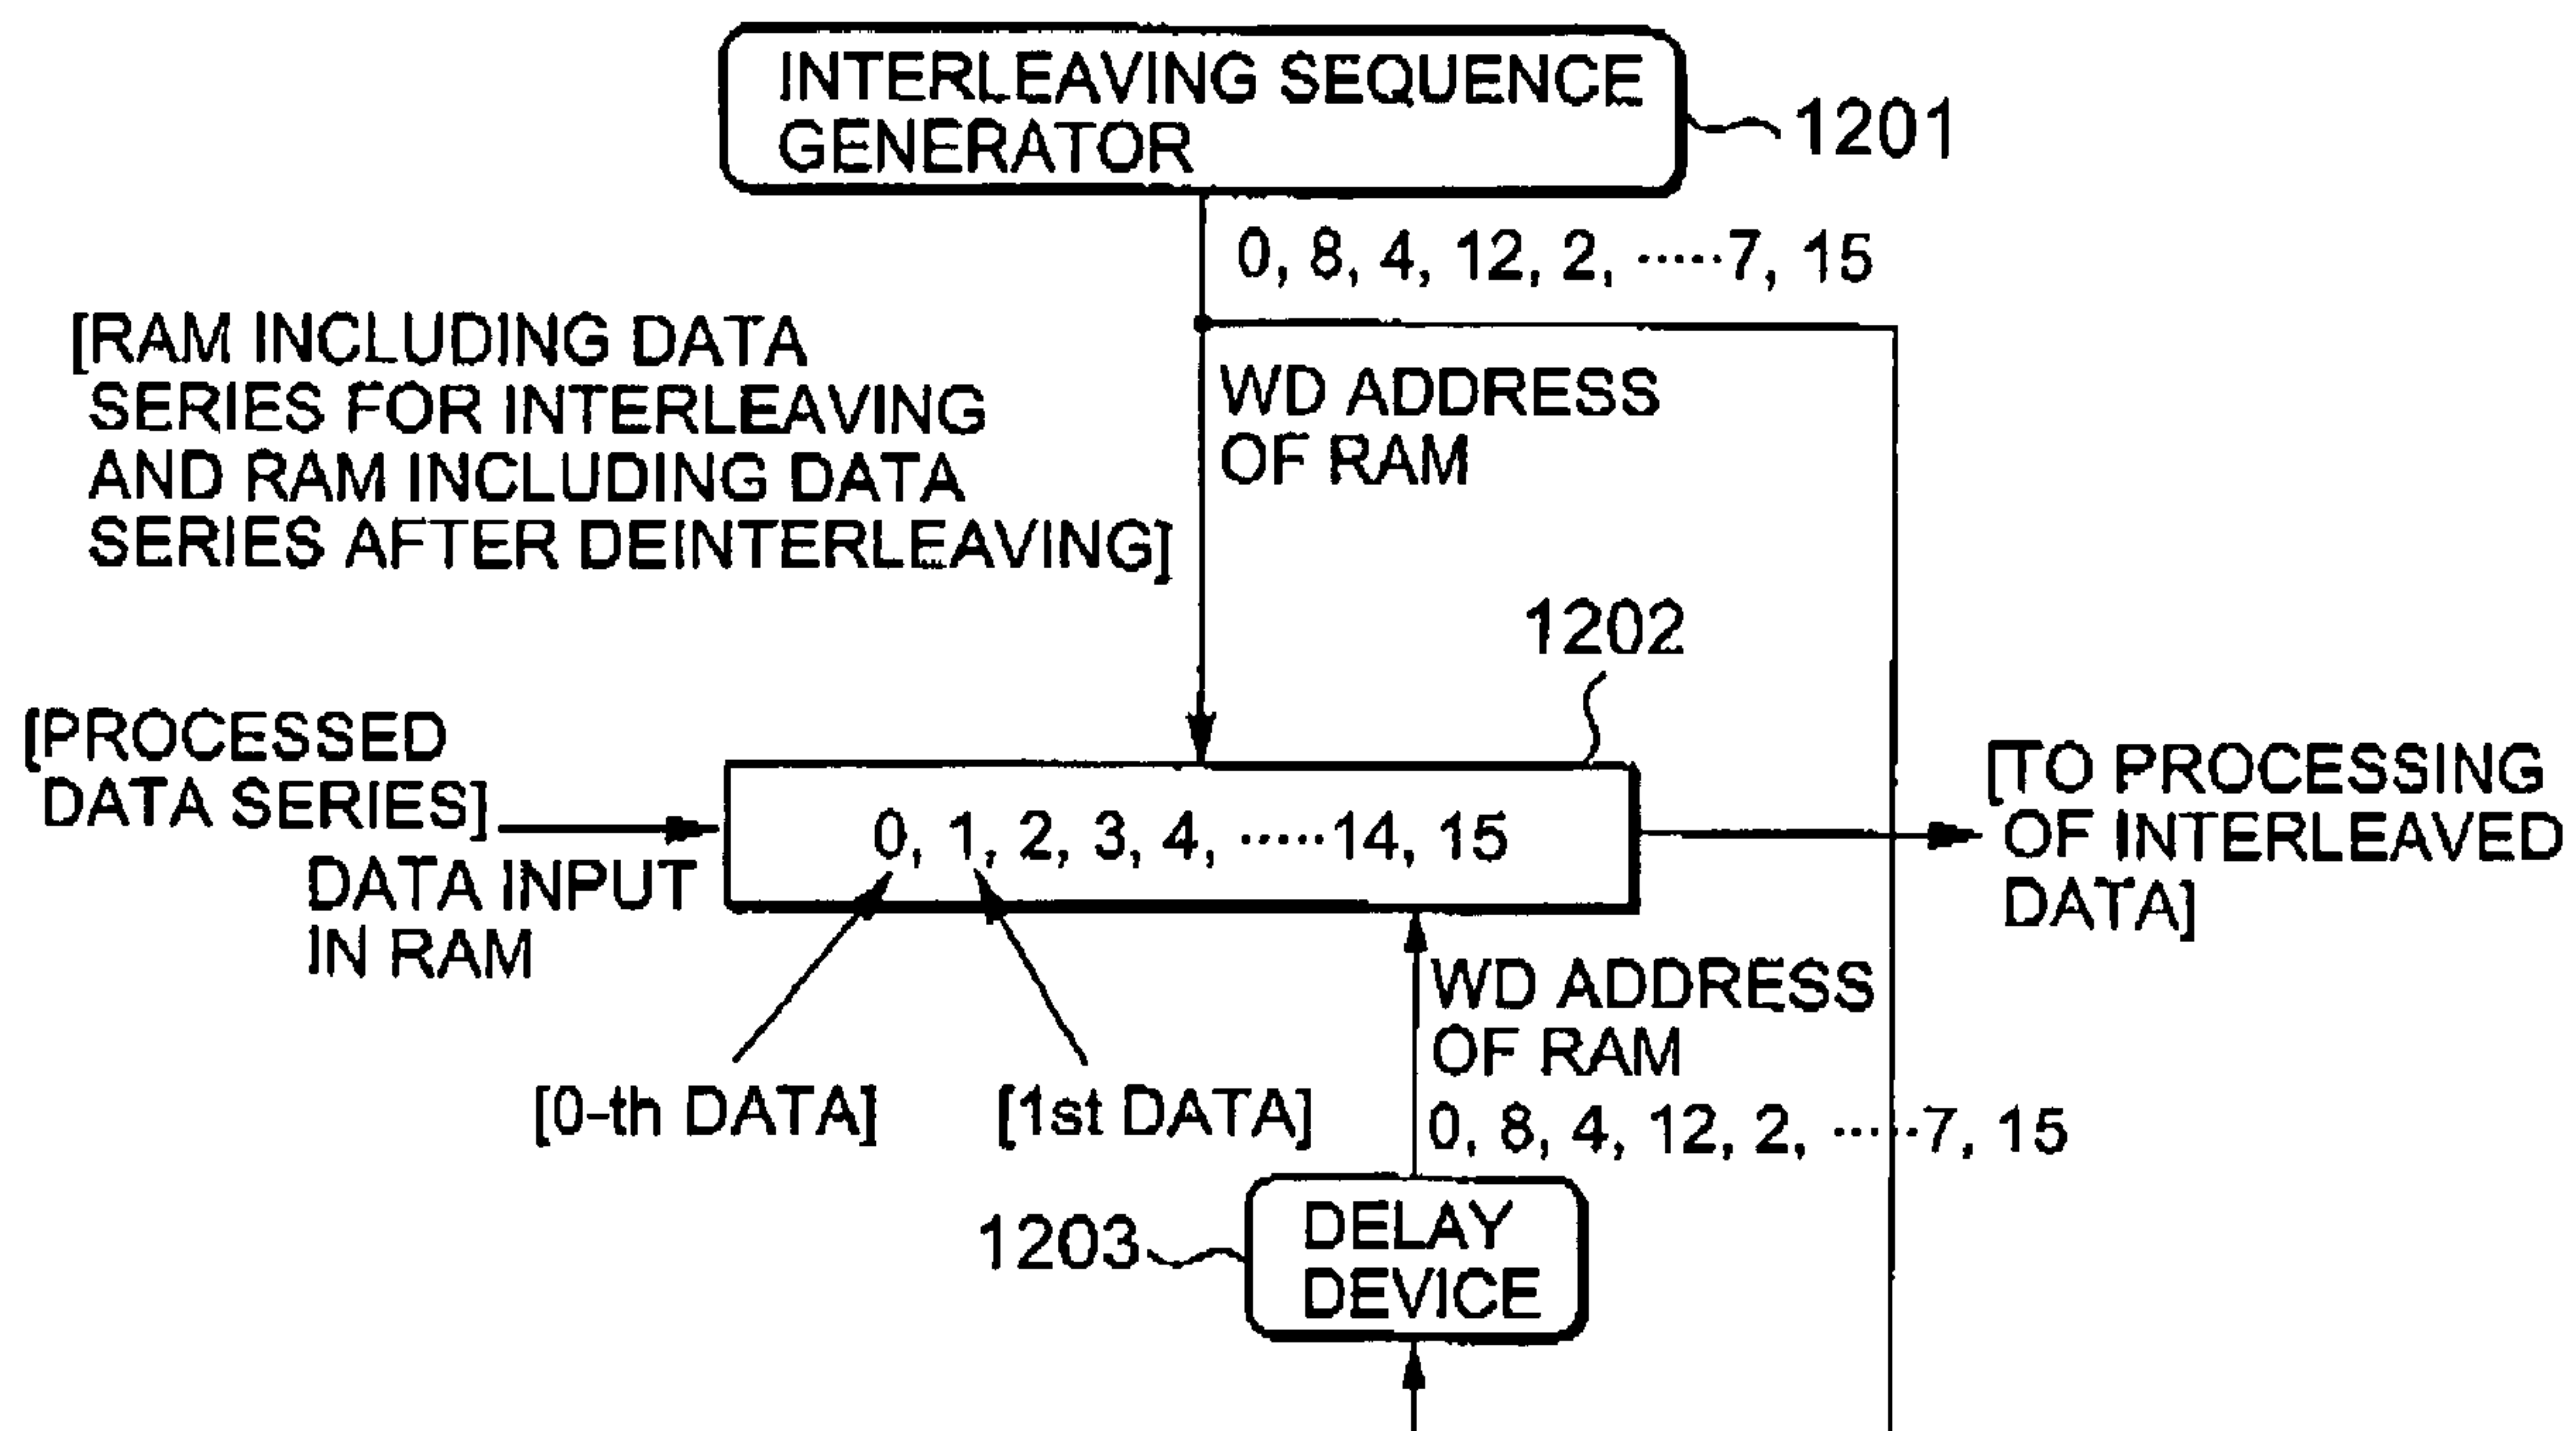 INTERLEAVING SEQUENCE
GENERATOR
1201
0, 8, 4, 12, 2, ·····7, 15
[RAM INCLUDING DATA
SERIES FOR INTERLEAVING
AND RAM INCLUDING DATA
SERIES AFTER DEINTERLEAVING]
WD ADDRESS
OF RAM
1202
[PROCESSED
DATA SERIES]
DATA INPUT
IN RAM
0, 1, 2, 3, 4, ·····14, 15
[TO PROCESSING
OF INTERLEAVED
DATA]
[0-th DATA]
[1st DATA]
WD ADDRESS
OF RAM
0, 8, 4, 12, 2, ·····7, 15
1203
DELAY
DEVICE